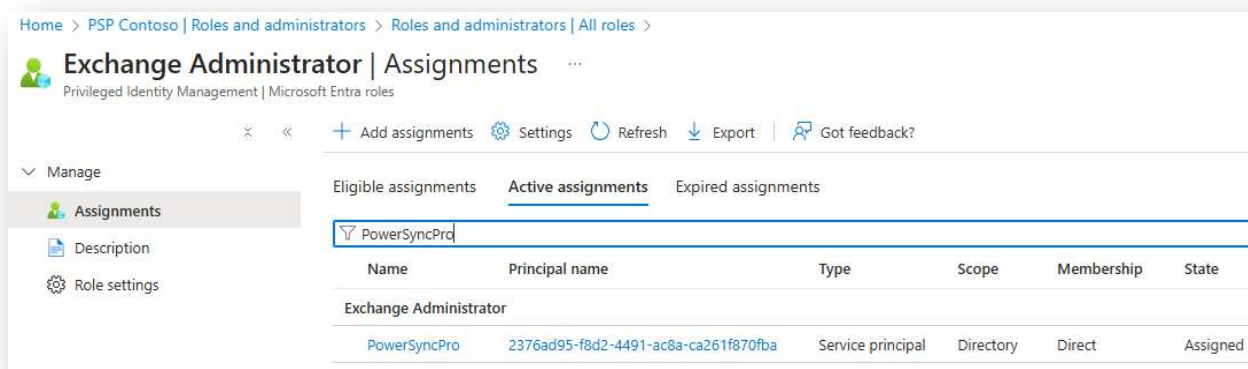 Home > PSP Contoso | Roles and administrators > Roles and administrators | All roles >
Exchange Administrator | Assignments ...
Privileged Identity Management | Microsoft Entra roles
Add assignments Settings Refresh Export Got feedback?
Manage
Assignments
Description
Role settings
Eligible assignments Active assignments Expired assignments
PowerSyncPro
Name Principal name Type Scope Membership State
Exchange Administrator
PowerSyncPro 2376ad95-f8d2-4491-ac8a-ca261f870fba Service principal Directory Direct Assigned